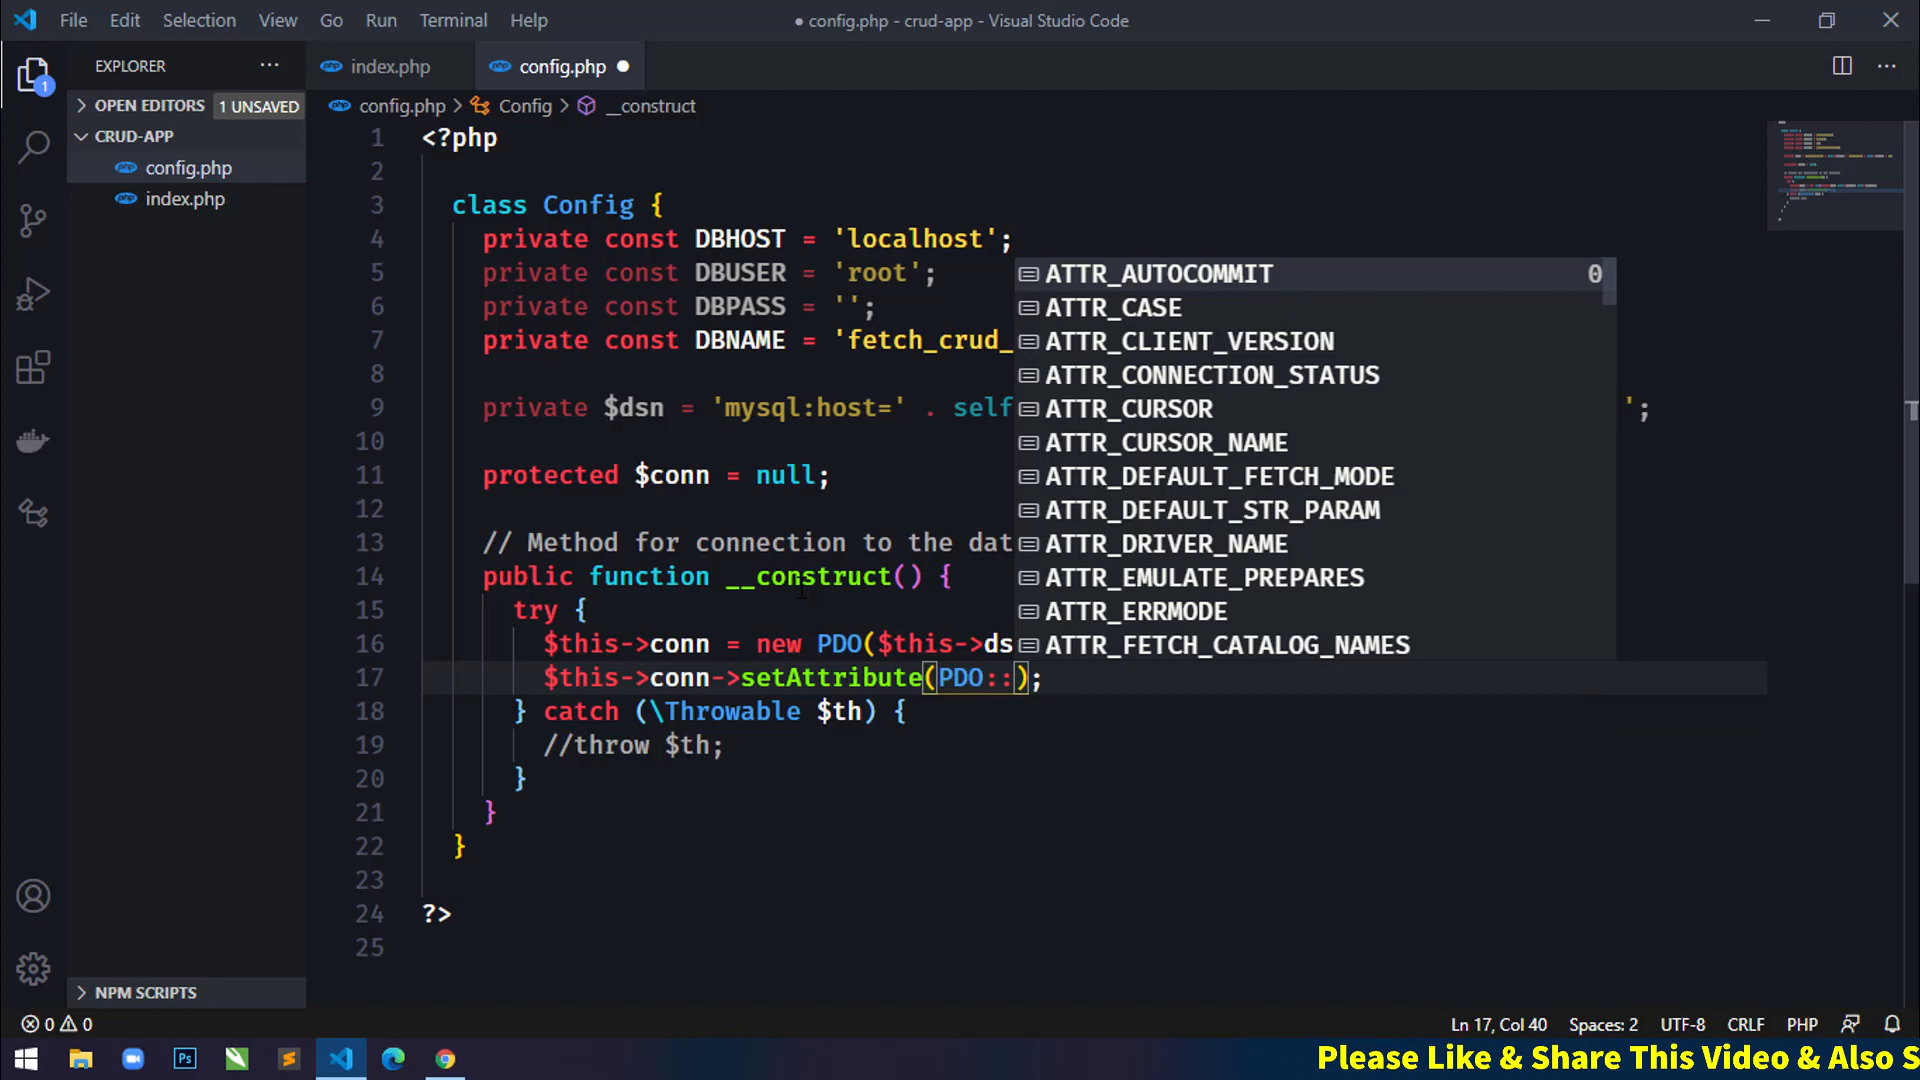 File Edit Selection View Go Run Terminal Help
● config.php - crud-app - Visual Studio Code
EXPLORER
index.php
config.php
OPEN EDITORS 1 UNSAVED
CRUD-APP
config.php
index.php
NPM SCRIPTS
config.php > Config > __construct
1 <?php
2
3 class Config {
4 private const DBHOST = 'localhost';
5 private const DBUSER = 'root';
6 private const DBPASS = '';
7 private const DBNAME = 'fetch_crud_
8
9 private $dsn = 'mysql:host=' . self ';
10
11 protected $conn = null;
12
13 // Method for connection to the dat
14 public function __construct() {
15 try {
16 $this->conn = new PDO($this->ds
17 $this->conn->setAttribute(PDO::);
18 } catch (\Throwable $th) {
19 //throw $th;
20 }
21 }
22 }
23
24 ?>
25
ATTR_AUTOCOMMIT 0
ATTR_CASE
ATTR_CLIENT_VERSION
ATTR_CONNECTION_STATUS
ATTR_CURSOR
ATTR_CURSOR_NAME
ATTR_DEFAULT_FETCH_MODE
ATTR_DEFAULT_STR_PARAM
ATTR_DRIVER_NAME
ATTR_EMULATE_PREPARES
ATTR_ERRMODE
ATTR_FETCH_CATALOG_NAMES
1
0 0
Ln 17, Col 40 Spaces: 2 UTF-8 CRLF PHP
Ps
Please Like & Share This Video & Also S